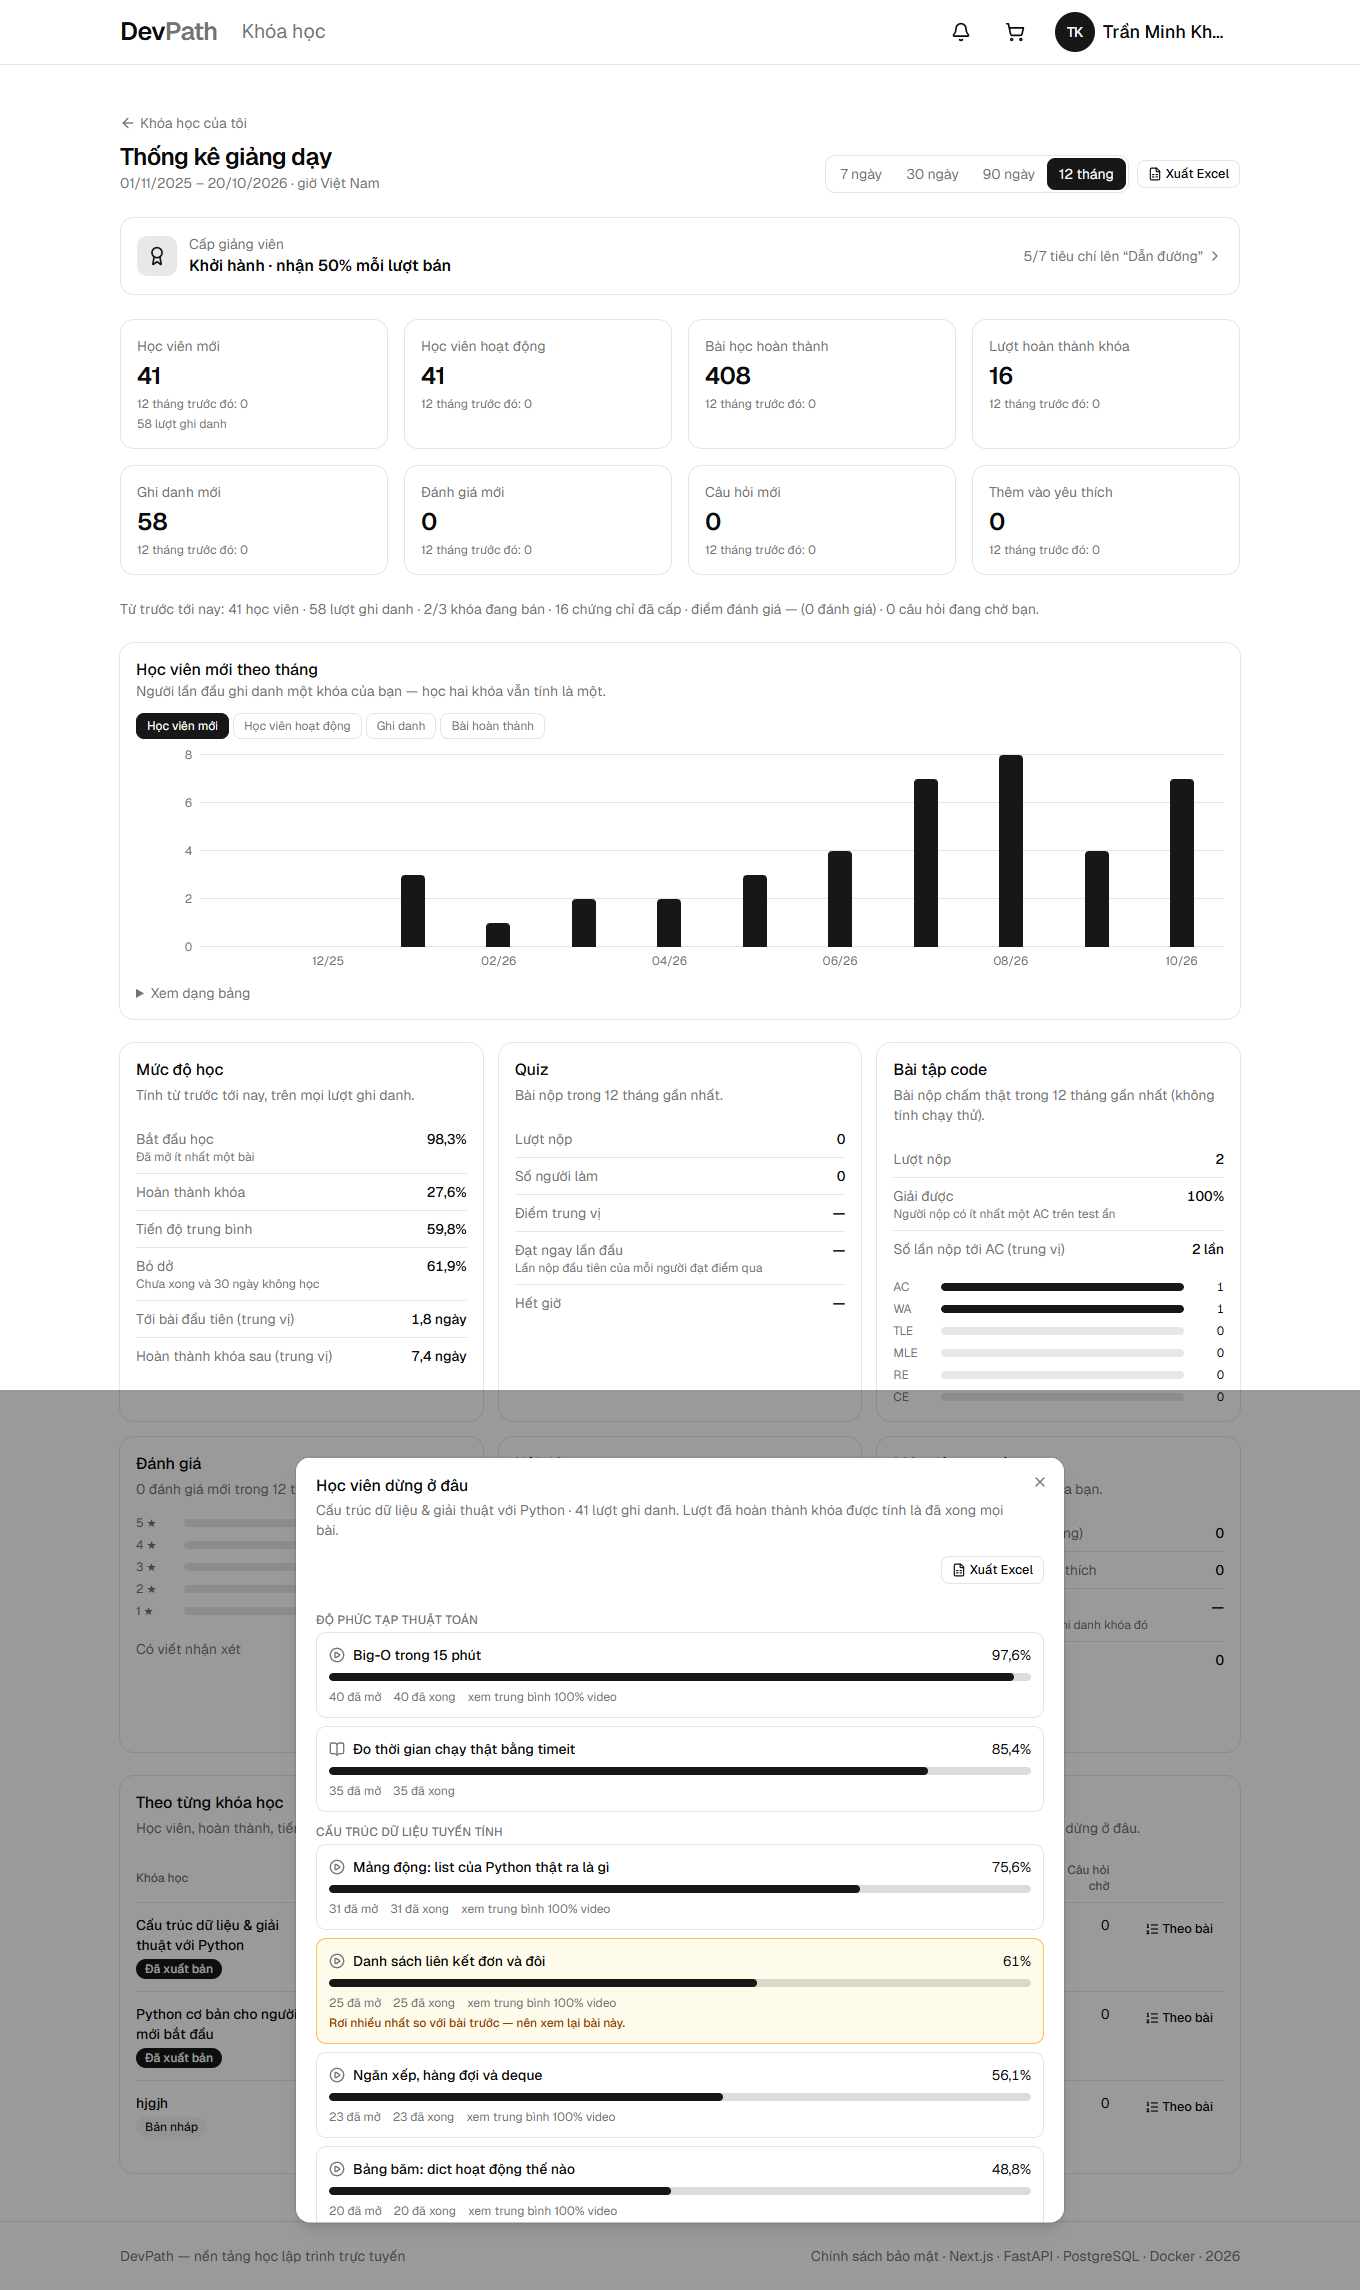 DevPath Khóa học
TK Trần Minh Kh...
← Khóa học của tôi
Thống kê giảng dạy
01/11/2025 – 20/10/2026 · giờ Việt Nam
7 ngày 30 ngày 90 ngày 12 tháng Xuất Excel
Cấp giảng viên
Khởi hành · nhận 50% mỗi lượt bán
5/7 tiêu chí lên “Dẫn đường”
Học viên mới
41
12 tháng trước đó: 0
58 lượt ghi danh
Học viên hoạt động
41
12 tháng trước đó: 0
Bài học hoàn thành
408
12 tháng trước đó: 0
Lượt hoàn thành khóa
16
12 tháng trước đó: 0
Ghi danh mới
58
12 tháng trước đó: 0
Đánh giá mới
0
12 tháng trước đó: 0
Câu hỏi mới
0
12 tháng trước đó: 0
Thêm vào yêu thích
0
12 tháng trước đó: 0
Từ trước tới nay: 41 học viên · 58 lượt ghi danh · 2/3 khóa đang bán · 16 chứng chỉ đã cấp · điểm đánh giá — (0 đánh giá) · 0 câu hỏi đang chờ bạn.
Học viên mới theo tháng
Người lần đầu ghi danh một khóa của bạn — học hai khóa vẫn tính là một.
Học viên mới Học viên hoạt động Ghi danh Bài hoàn thành
8
6
4
2
0
12/25 02/26 04/26 06/26 08/26 10/26
▶ Xem dạng bảng
Mức độ học
Tính từ trước tới nay, trên mọi lượt ghi danh.
Bắt đầu học 98,3%
Đã mở ít nhất một bài
Hoàn thành khóa 27,6%
Tiến độ trung bình 59,8%
Bỏ dở 61,9%
Chưa xong và 30 ngày không học
Tới bài đầu tiên (trung vị) 1,8 ngày
Hoàn thành khóa sau (trung vị) 7,4 ngày
Quiz
Bài nộp trong 12 tháng gần nhất.
Lượt nộp 0
Số người làm 0
Điểm trung vị —
Đạt ngay lần đầu —
Lần nộp đầu tiên của mỗi người đạt điểm qua
Hết giờ —
Bài tập code
Bài nộp chấm thật trong 12 tháng gần nhất (không
tính chạy thử).
Lượt nộp 2
Giải được 100%
Người nộp có ít nhất một AC trên test ẩn
Số lần nộp tới AC (trung vị) 2 lần
AC 1
WA 1
TLE 0
MLE 0
RE 0
CE 0
Đánh giá
0 đánh giá mới trong 12 t
5 ★
4 ★
3 ★
2 ★
1 ★
Có viết nhận xét
a bạn.
ng) 0
thích 0
—
hi danh khóa đó
0
Học viên dừng ở đâu
Cấu trúc dữ liệu & giải thuật với Python · 41 lượt ghi danh. Lượt đã hoàn thành khóa được tính là đã xong mọi
bài.
Xuất Excel
ĐỘ PHỨC TẠP THUẬT TOÁN
Big-O trong 15 phút 97,6%
40 đã mở 40 đã xong xem trung bình 100% video
Đo thời gian chạy thật bằng timeit 85,4%
35 đã mở 35 đã xong
CẤU TRÚC DỮ LIỆU TUYẾN TÍNH
Mảng động: list của Python thật ra là gì 75,6%
31 đã mở 31 đã xong xem trung bình 100% video
Danh sách liên kết đơn và đôi 61%
25 đã mở 25 đã xong xem trung bình 100% video
Rơi nhiều nhất so với bài trước — nên xem lại bài này.
Ngăn xếp, hàng đợi và deque 56,1%
23 đã mở 23 đã xong xem trung bình 100% video
Bảng băm: dict hoạt động thế nào 48,8%
20 đã mở 20 đã xong xem trung bình 100% video
Theo từng khóa học
Học viên, hoàn thành, tiế
dừng ở đâu.
Khóa học
Câu hỏi
chờ
Cấu trúc dữ liệu & giải
thuật với Python
Đã xuất bản
0 Theo bài
Python cơ bản cho người
mới bắt đầu
Đã xuất bản
0 Theo bài
hjgjh
Bản nháp
0 Theo bài
DevPath — nền tảng học lập trình trực tuyến
Chính sách bảo mật · Next.js · FastAPI · PostgreSQL · Docker · 2026